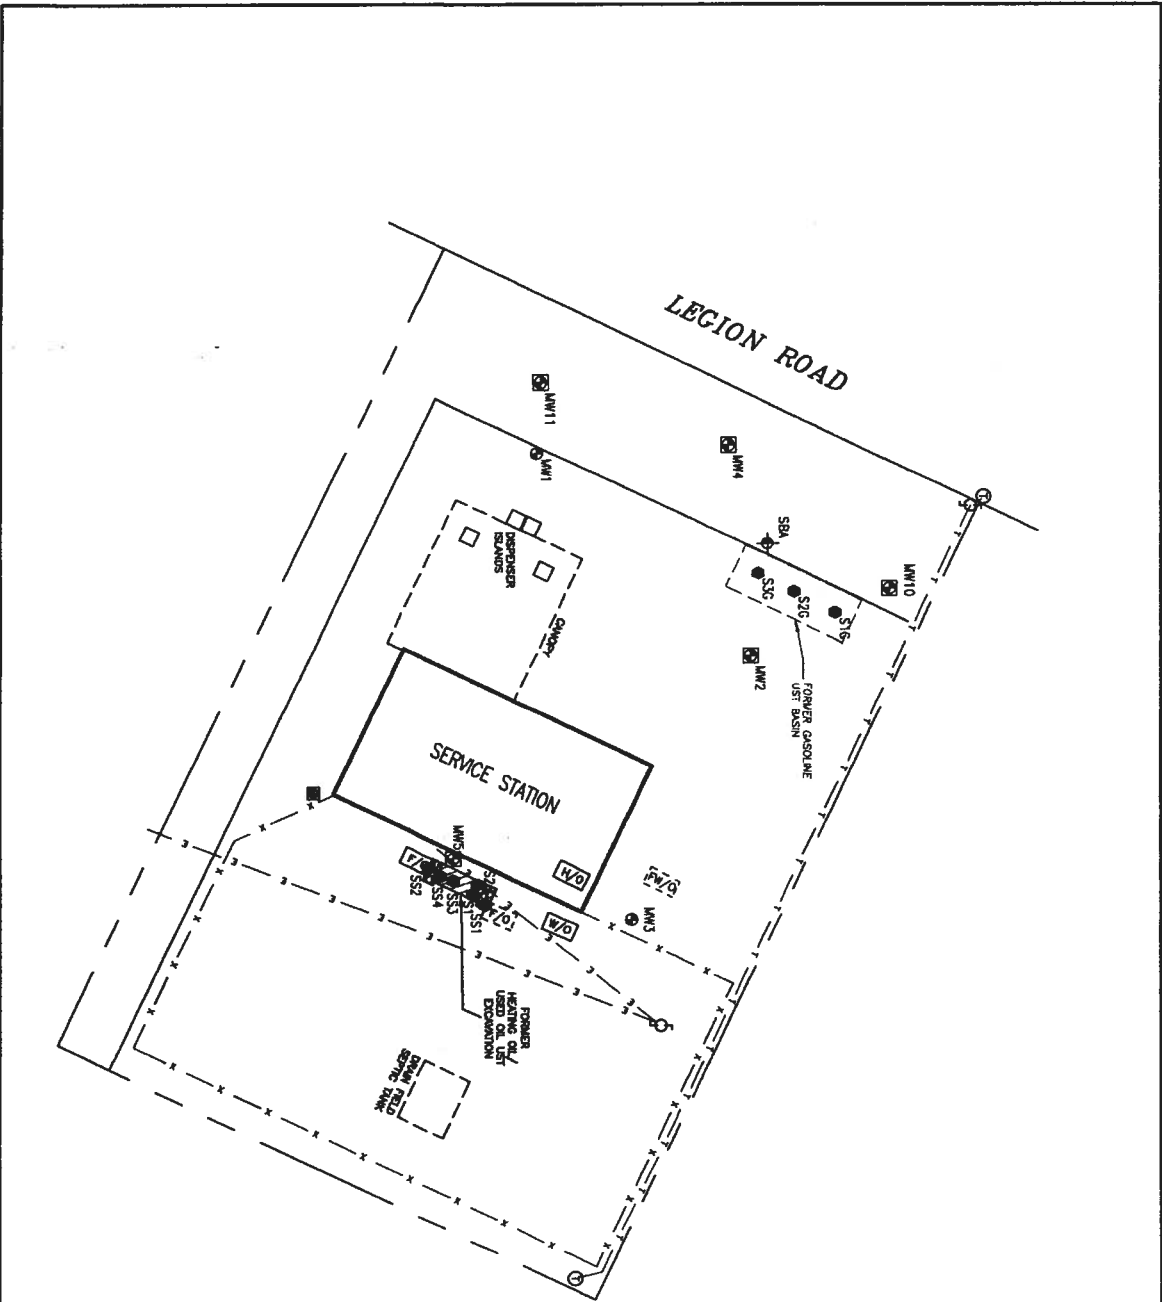 LEGION ROAD
MW11
MW4
MW1
SBA
MW10
S1G
S2G
S3G
MW2
FORMER GASOLINE
UST BASIN
DISPENSER
ISLANDS
CANOPY
SERVICE STATION
H/O
W/O
MW3
MW5
SS2
SS4
SS3
SS1
FORMER
HEATING OIL/
USED OIL UST
EXCAVATION
DRAIN FIELD
SEPTIC TANK